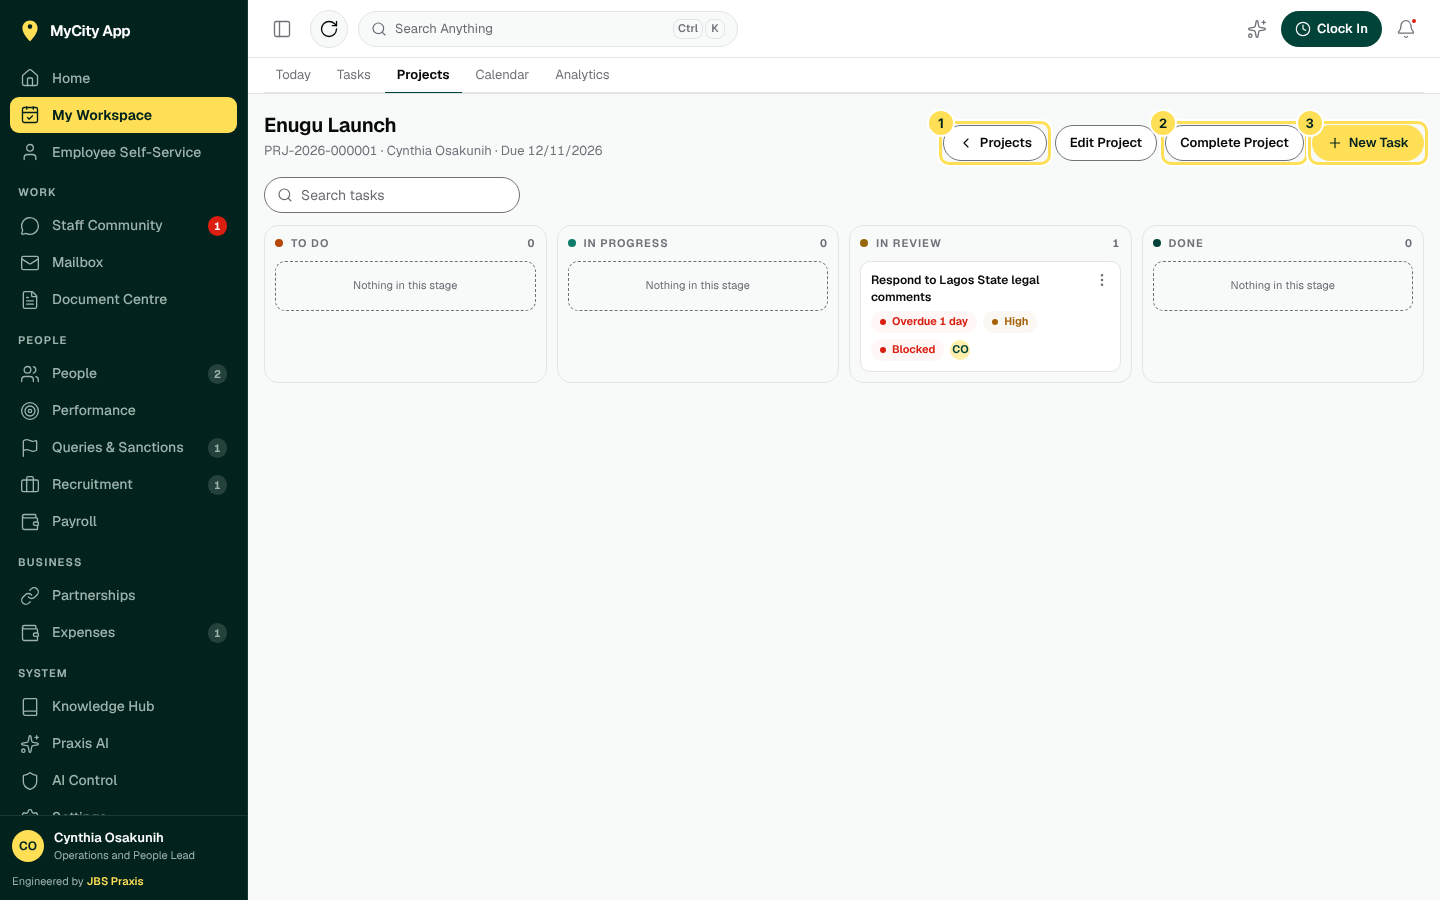 MyCity App
Home
My Workspace
Employee Self-Service
WORK
Staff Community 1
Mailbox
Document Centre
PEOPLE
People 2
Performance
Queries & Sanctions 1
Recruitment 1
Payroll
BUSINESS
Partnerships
Expenses 1
SYSTEM
Knowledge Hub
Praxis AI
AI Control
CO
Cynthia Osakunih
Operations and People Lead
Engineered by JBS Praxis
Search Anything Ctrl K
Clock In
Today Tasks Projects Calendar Analytics
Enugu Launch
PRJ-2026-000001 · Cynthia Osakunih · Due 12/11/2026
1 Projects Edit Project 2 Complete Project 3 New Task
Search tasks
TO DO 0
Nothing in this stage
IN PROGRESS 0
Nothing in this stage
IN REVIEW 1
Respond to Lagos State legal
comments
Overdue 1 day High
Blocked CO
DONE 0
Nothing in this stage